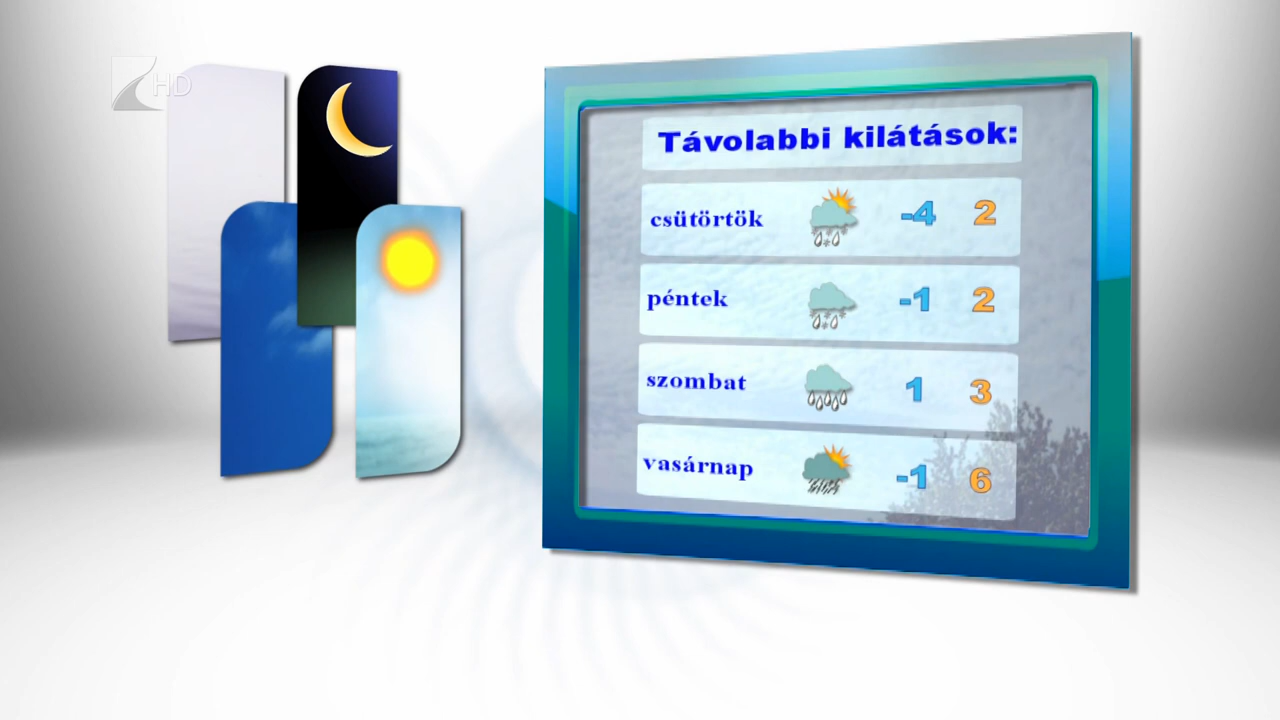 HD
Távolabbi kilátások:
csütörtök -4 2
péntek -1 2
szombat 1 3
vasárnap -1 6